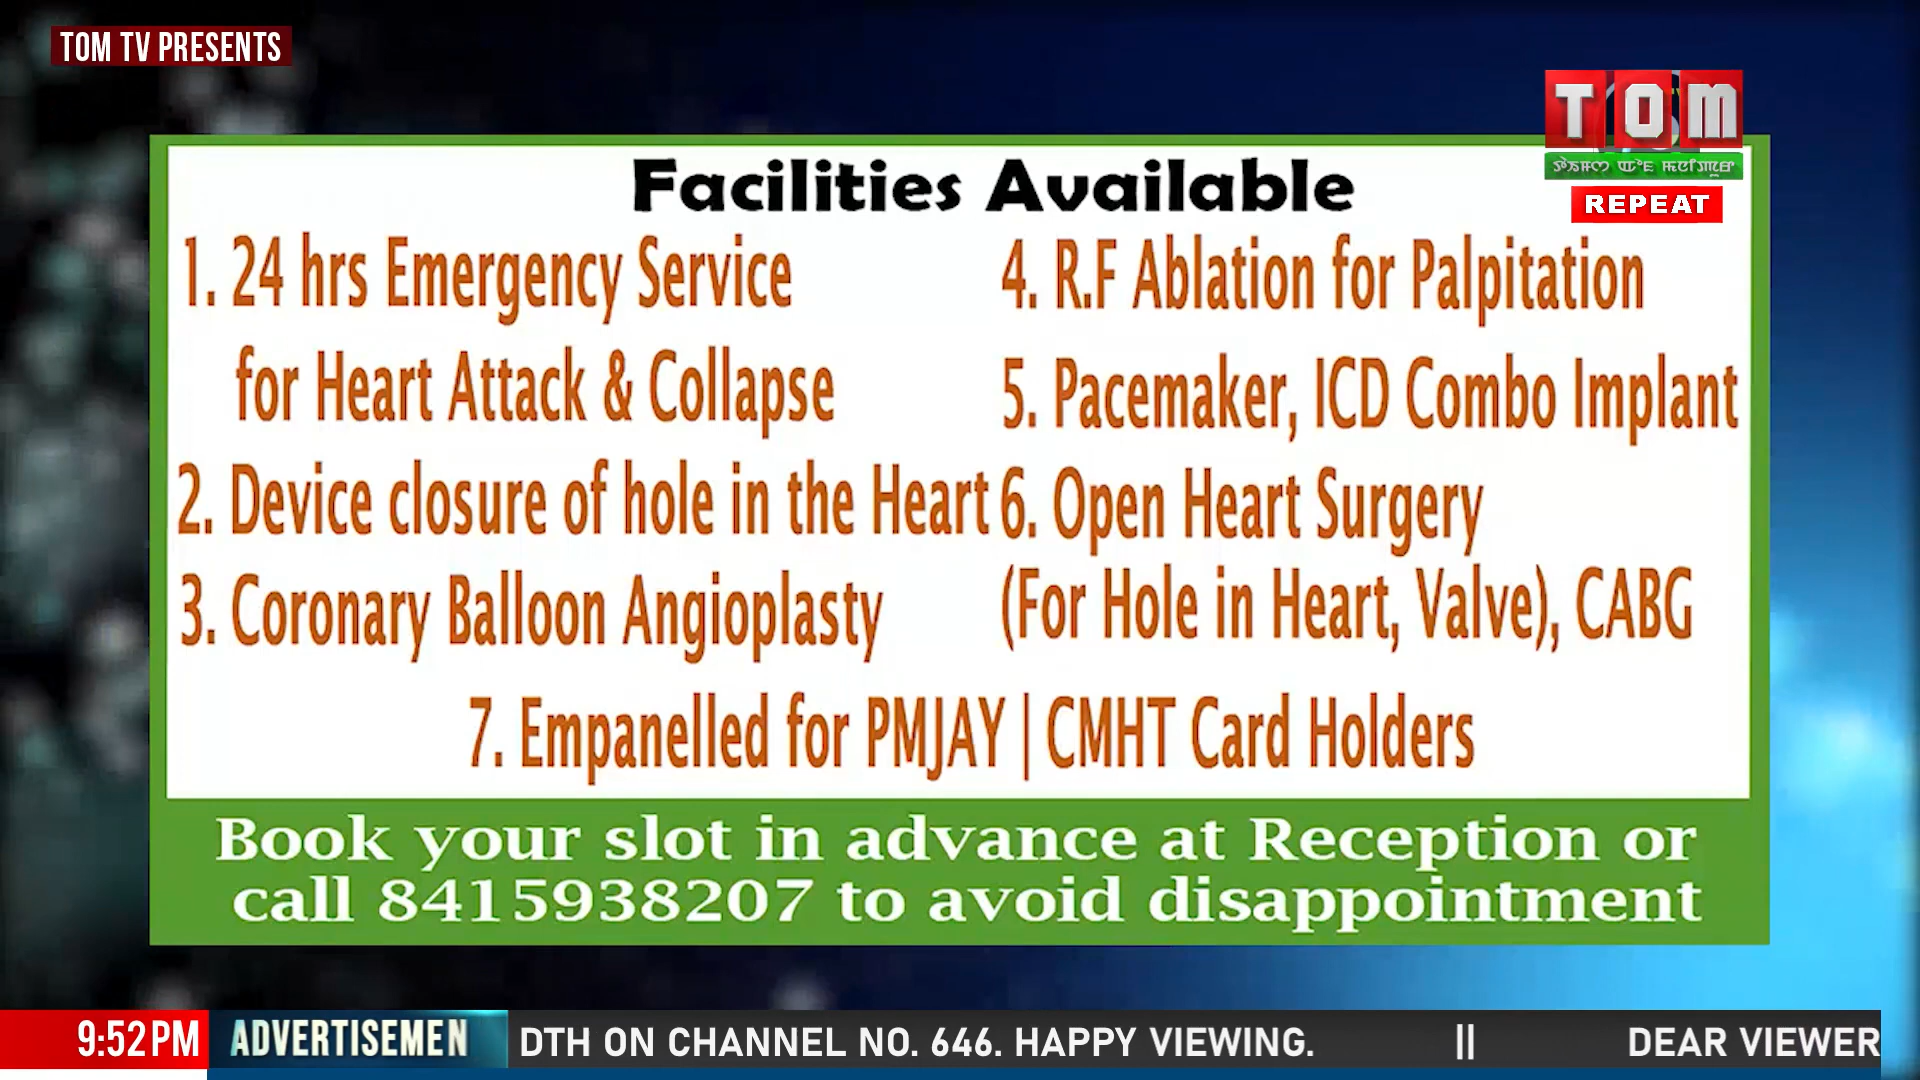 TOM TV PRESENTS
TOM
REPEAT
Facilities Available
1. 24 hrs Emergency Service
for Heart Attack & Collapse
2. Device closure of hole in the Heart
3. Coronary Balloon Angioplasty
4. R.F Ablation for Palpitation
5. Pacemaker, ICD Combo Implant
6. Open Heart Surgery
(For Hole in Heart, Valve), CABG
7. Empanelled for PMJAY | CMHT Card Holders
Book your slot in advance at Reception or
call 8415938207 to avoid disappointment
9:52 PM
ADVERTISEMEN
DTH ON CHANNEL NO. 646. HAPPY VIEWING. || DEAR VIEWER